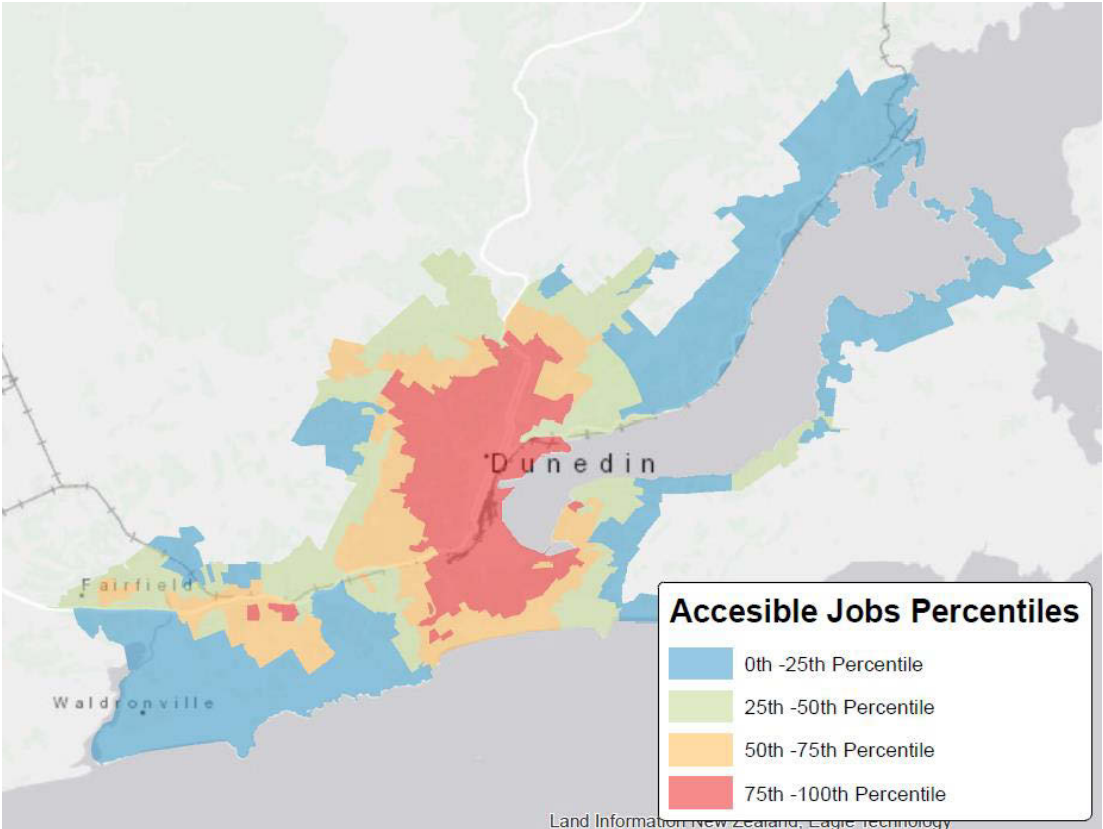 Dunedin
Fairfield
Waldronville
Accesible Jobs Percentiles
0th -25th Percentile
25th -50th Percentile
50th -75th Percentile
75th -100th Percentile
Land Information New Zealand, Eagle Technology